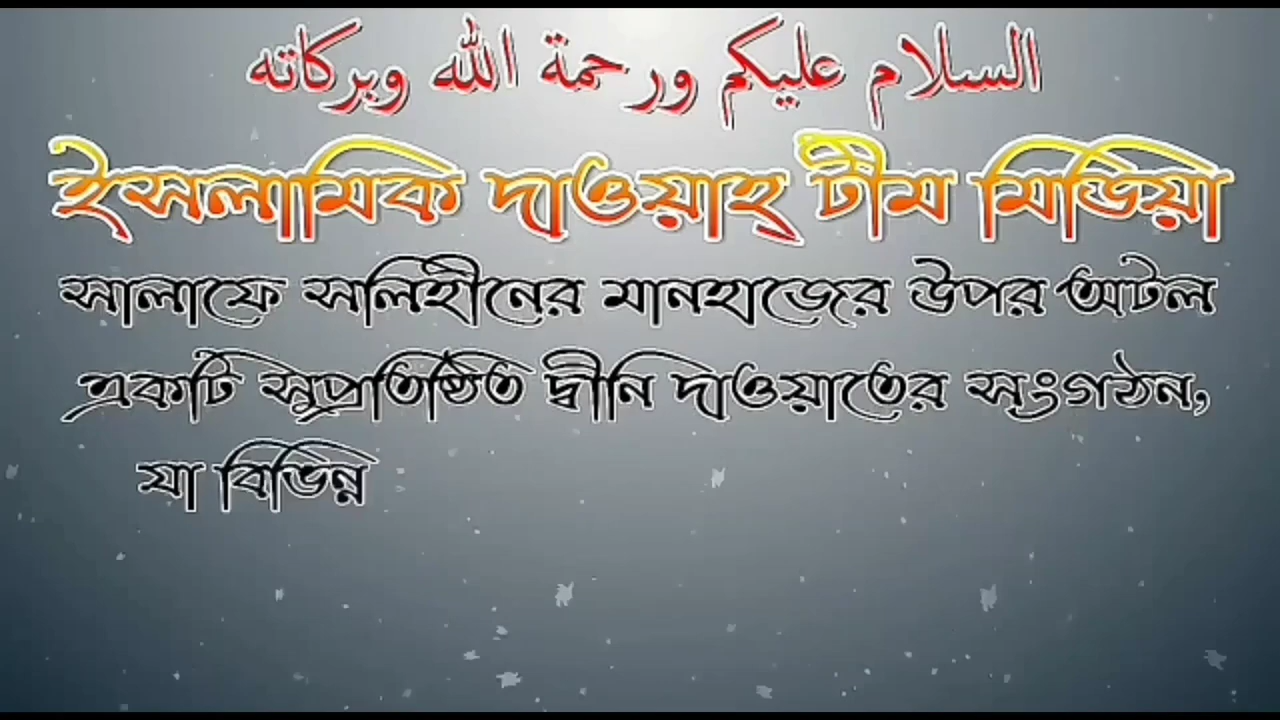 السلام عليكم ورحمة الله وبركاته
ইসলামিক দাওয়াহ্ টীম মিডিয়া
সালাফে সলিহীনের মানহাজের উপর অটল
একটি সুপ্রতিষ্ঠিত দ্বীনি দাওয়াতের সংগঠন,
যা বিভিন্ন